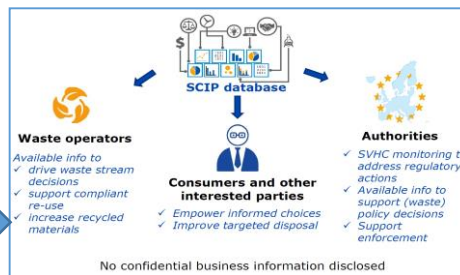 SCIP database
Waste operators
Available info to
✓ drive waste stream
decisions
✓ support compliant
re-use
✓ increase recycled
materials
Consumers and other
interested parties
✓ Empower informed choices
✓ Improve targeted disposal
Authorities
✓ SVHC monitoring t
address regulatory
actions
✓ Available info to
support (waste)
policy decisions
✓ Support
enforcement
No confidential business information disclosed